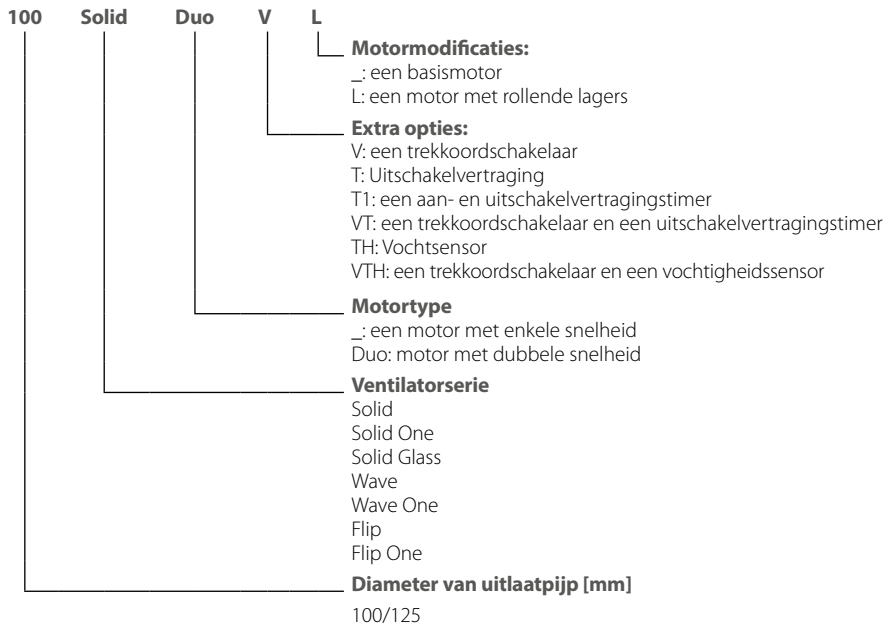 100 Solid Duo V L
Motormodificaties:
_: een basismotor
L: een motor met rollende lagers
Extra opties:
V: een trekkoordschakelaar
T: Uitschakelvertraging
T1: een aan- en uitschakelvertragingstimer
VT: een trekkoordschakelaar en een uitschakelvertragingstimer
TH: Vochtsensor
VTH: een trekkoordschakelaar en een vochtigheidssensor
Motortype
_: een motor met enkele snelheid
Duo: motor met dubbele snelheid
Ventilatorserie
Solid
Solid One
Solid Glass
Wave
Wave One
Flip
Flip One
Diameter van uitlaatpijp [mm]
100/125